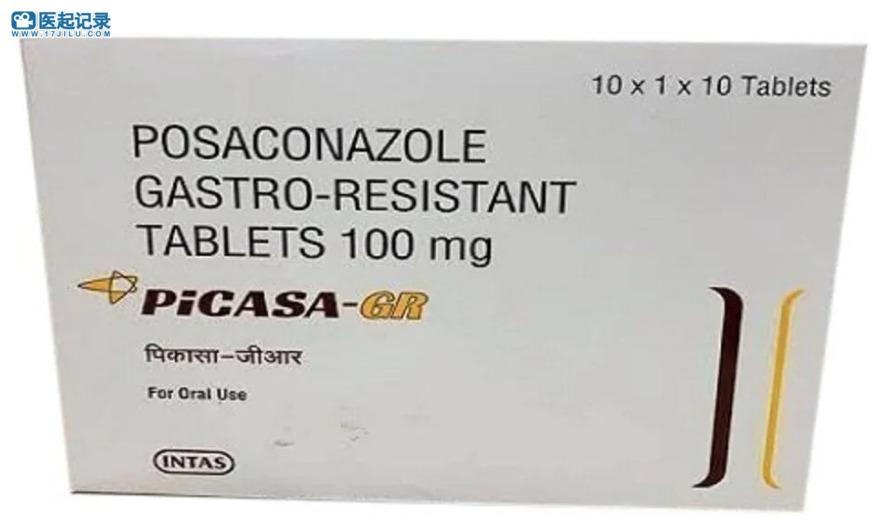 医起记录
WWW.17JILU.COM
10 x 1 x 10 Tablets
POSACONAZOLE
GASTRO-RESISTANT
TABLETS 100 mg
PiCASA-GR
पिकासा-जीआर
For Oral Use
INTAS